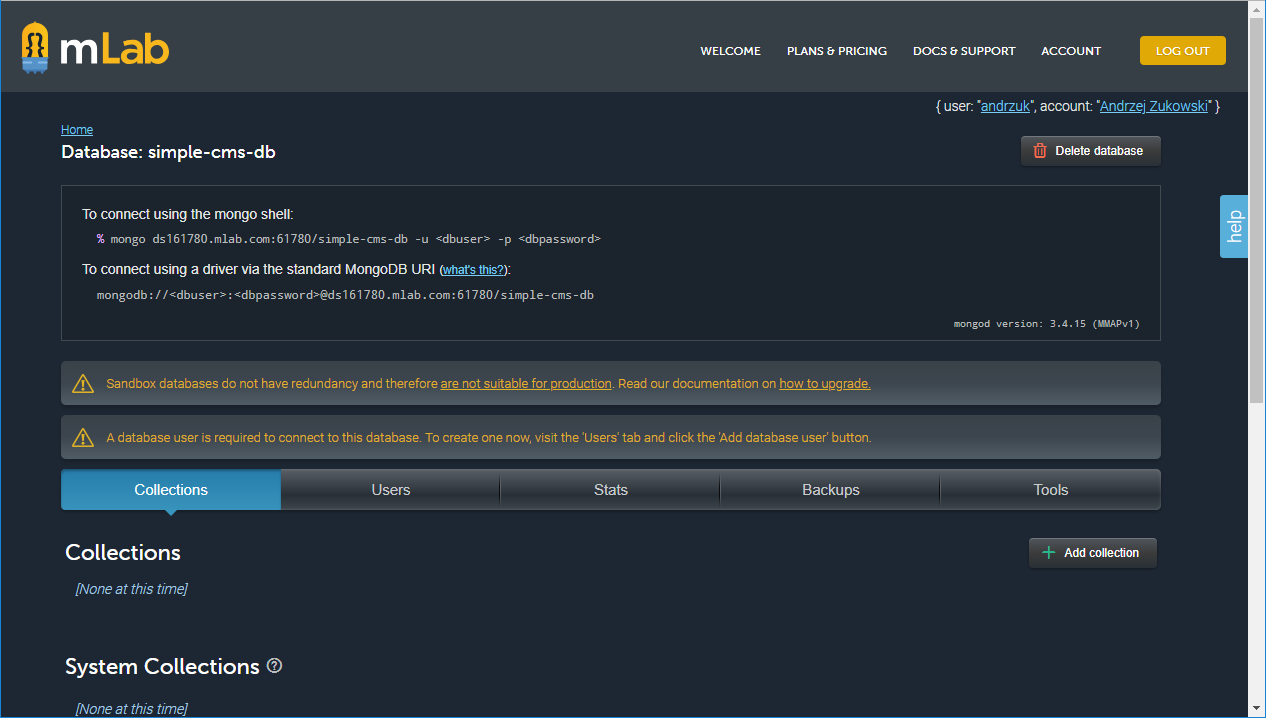 mLab
WELCOME PLANS & PRICING DOCS & SUPPORT ACCOUNT LOG OUT
{ user: "andrzuk", account: "Andrzej Zukowski" }
Home
Database: simple-cms-db
Delete database
help
To connect using the mongo shell:
% mongo ds161780.mlab.com:61780/simple-cms-db -u <dbuser> -p <dbpassword>
To connect using a driver via the standard MongoDB URI (what's this?):
mongodb://<dbuser>:<dbpassword>@ds161780.mlab.com:61780/simple-cms-db
mongod version: 3.4.15 (MMAPv1)
Sandbox databases do not have redundancy and therefore are not suitable for production. Read our documentation on how to upgrade.
A database user is required to connect to this database. To create one now, visit the 'Users' tab and click the 'Add database user' button.
Collections Users Stats Backups Tools
Collections
Add collection
[None at this time]
System Collections ?
[None at this time]